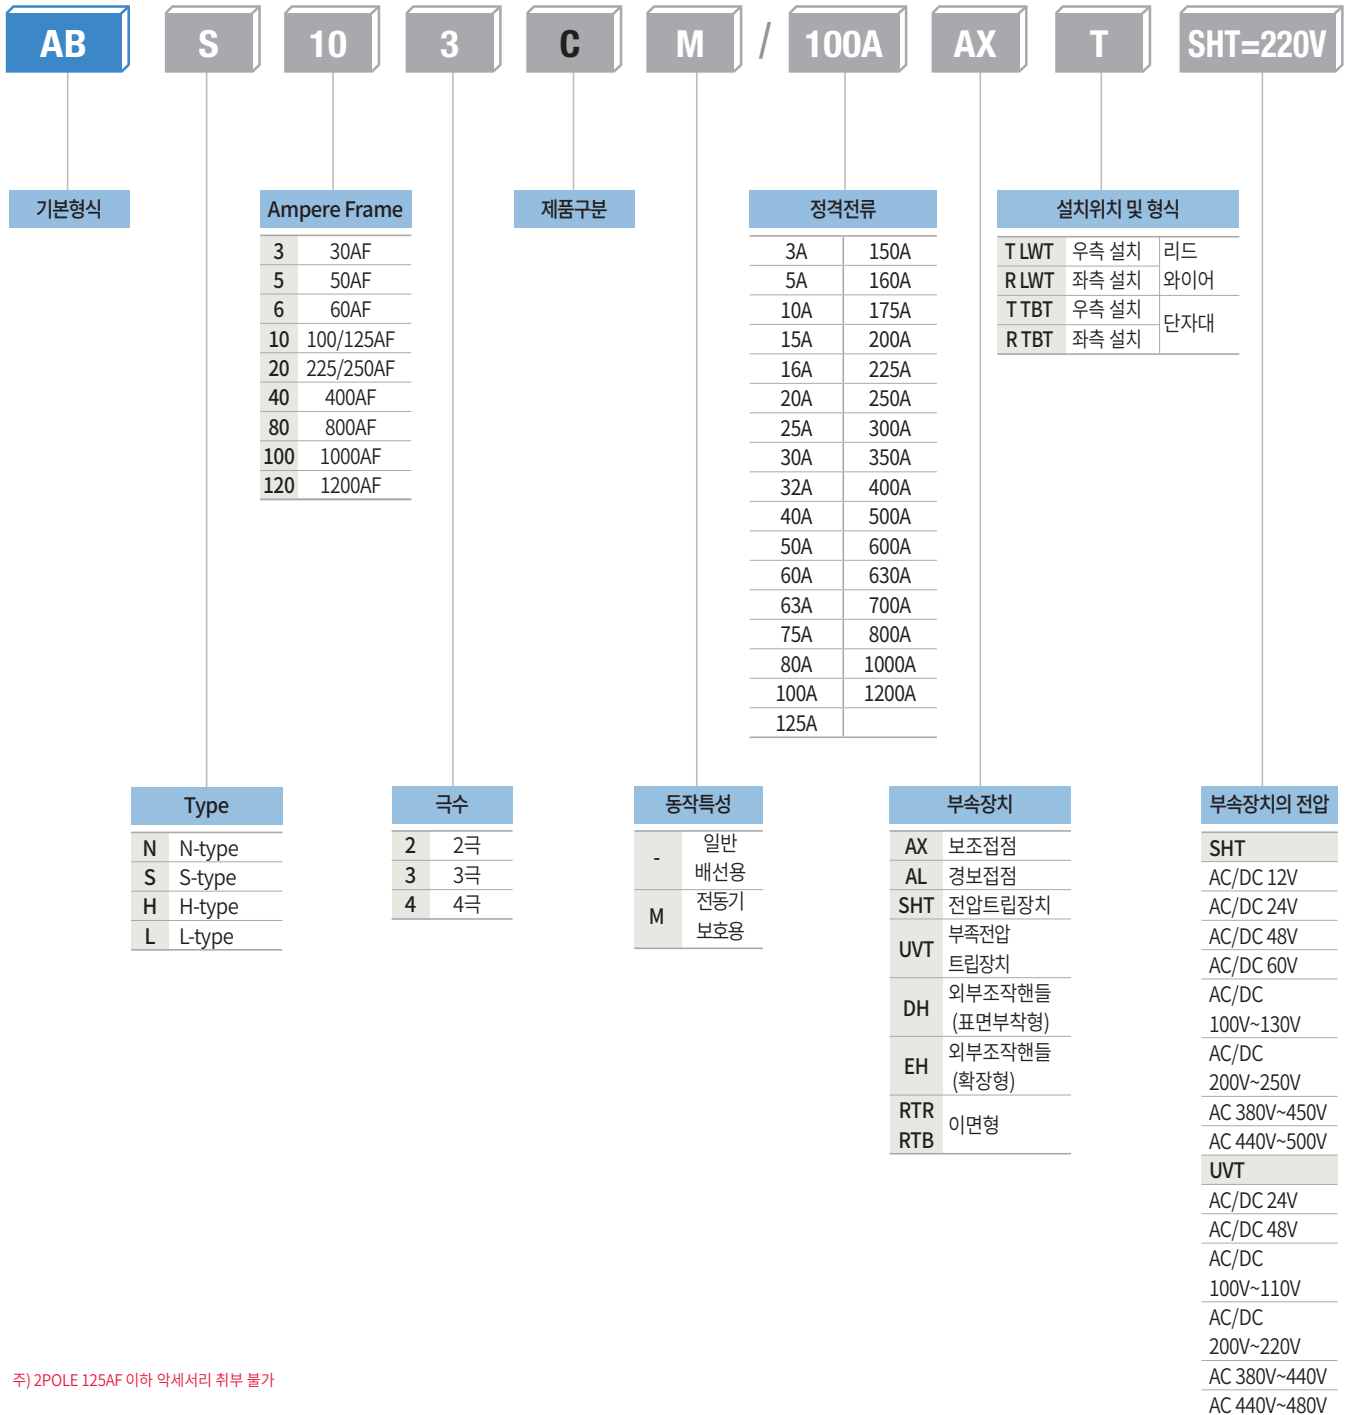 AB S 10 3 C M / 100A AX T SHT=220V
기본형식
Ampere Frame
3 30AF
5 50AF
6 60AF
10 100/125AF
20 225/250AF
40 400AF
80 800AF
100 1000AF
120 1200AF
제품구분
정격전류
3A 150A
5A 160A
10A 175A
15A 200A
16A 225A
20A 250A
25A 300A
30A 350A
32A 400A
40A 500A
50A 600A
60A 630A
63A 700A
75A 800A
80A 1000A
100A 1200A
125A
설치위치 및 형식
T LWT 우측 설치 리드
R LWT 좌측 설치 와이어
T TBT 우측 설치 단자대
R TBT 좌측 설치
Type
N N-type
S S-type
H H-type
L L-type
극수
2 2극
3 3극
4 4극
동작특성
- 일반
배선용
M 전동기
보호용
부속장치
AX 보조접점
AL 경보접점
SHT 전압트립장치
UVT 부족전압
트립장치
DH 외부조작핸들
(표면부착형)
EH 외부조작핸들
(확장형)
RTR 이면형
RTB
부속장치의 전압
SHT
AC/DC 12V
AC/DC 24V
AC/DC 48V
AC/DC 60V
AC/DC
100V~130V
AC/DC
200V~250V
AC 380V~450V
AC 440V~500V
UVT
AC/DC 24V
AC/DC 48V
AC/DC
100V~110V
AC/DC
200V~220V
AC 380V~440V
AC 440V~480V
주) 2POLE 125AF 이하 악세서리 취부 불가